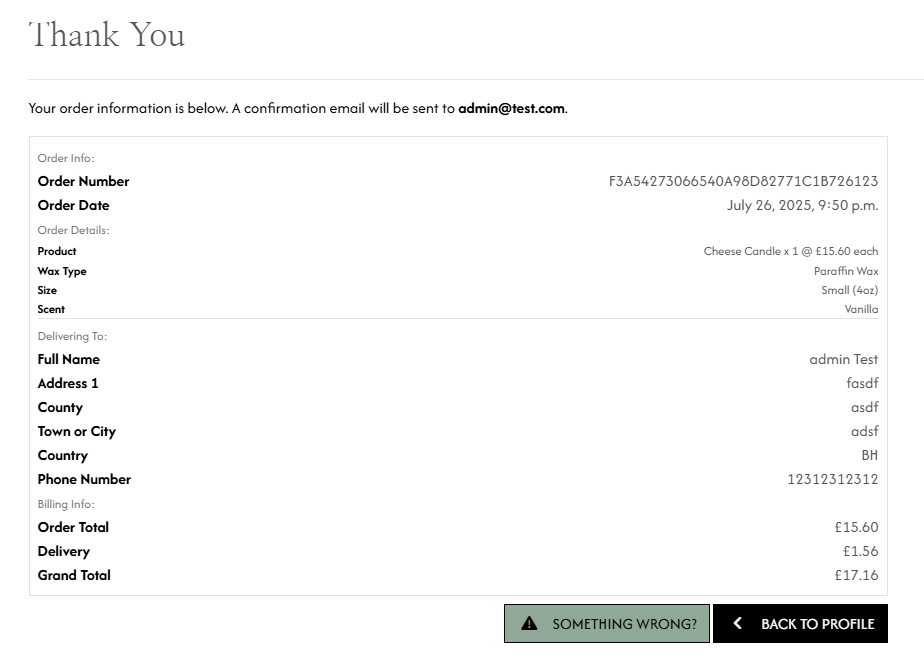 Thank You
Your order information is below. A confirmation email will be sent to admin@test.com.
Order Info:
Order Number F3A54273066540A98D82771C1B726123
Order Date July 26, 2025, 9:50 p.m.
Order Details:
Product Cheese Candle x 1 @ £15.60 each
Wax Type Paraffin Wax
Size Small (4oz)
Scent Vanilla
Delivering To:
Full Name admin Test
Address 1 fasdf
County asdf
Town or City adsf
Country BH
Phone Number 12312312312
Billing Info:
Order Total £15.60
Delivery £1.56
Grand Total £17.16
SOMETHING WRONG? BACK TO PROFILE